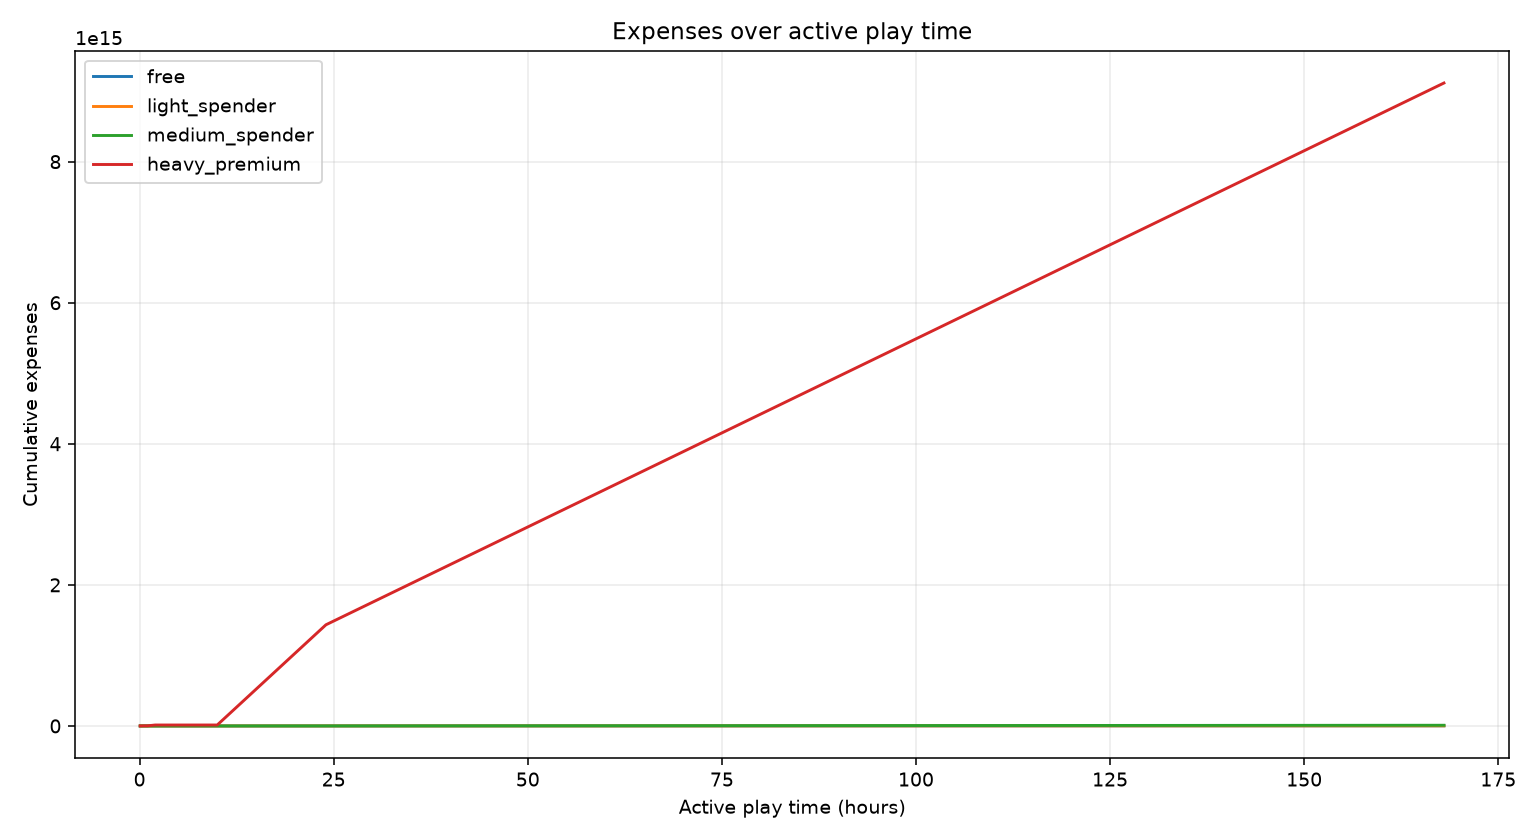 Expenses over active play time
1e15
free
light_spender
medium_spender
heavy_premium
8
6
4
2
0
Cumulative expenses
0 25 50 75 100 125 150 175
Active play time (hours)